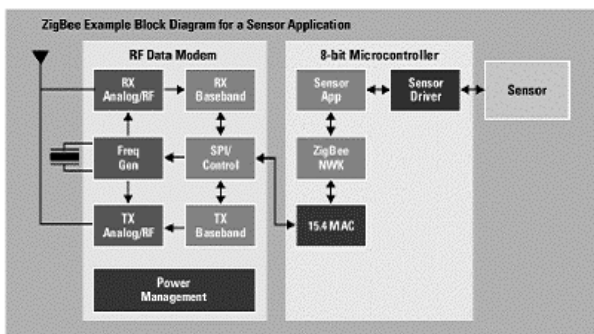 ZigBee Example Block Diagram for a Sensor Application
RF Data Modem
8-bit Microcontroller
RX
Analog/RF
RX
Baseband
Sensor
App
Sensor
Driver
Sensor
Freq
Gen
SPI/
Control
ZigBee
NWK
TX
Analog/RF
TX
Baseband
15.4 MAC
Power
Management